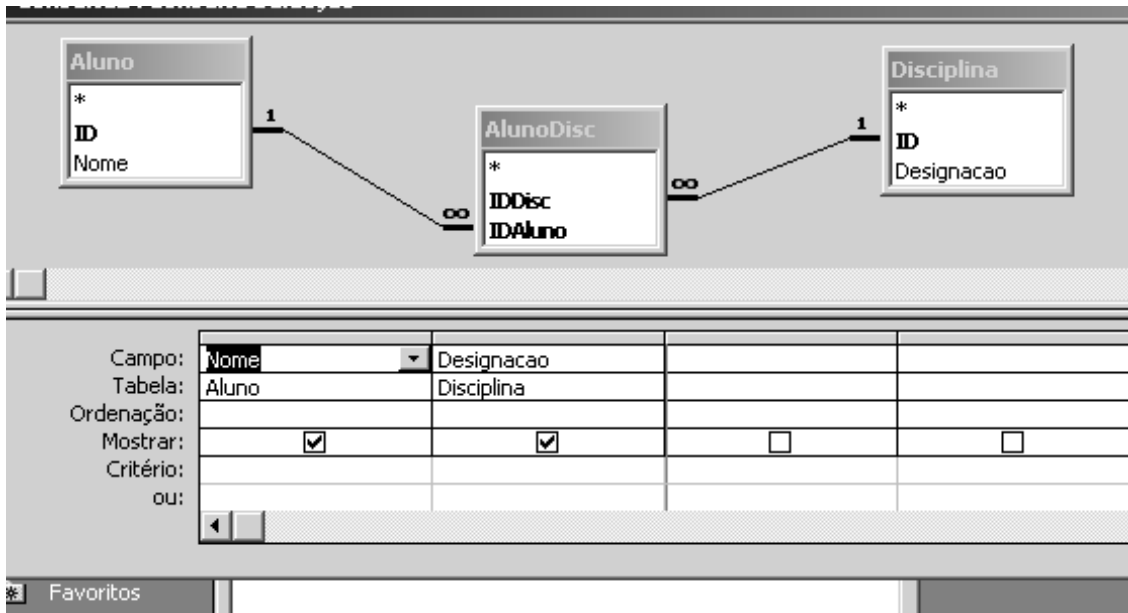 Aluno
*
ID
Nome
1
∞
AlunoDisc
*
IDDisc
IDAluno
∞
1
Disciplina
*
ID
Designacao
Campo: Nome Designacao
Tabela: Aluno Disciplina
Ordenação:
Mostrar:
Critério:
ou:
Favoritos